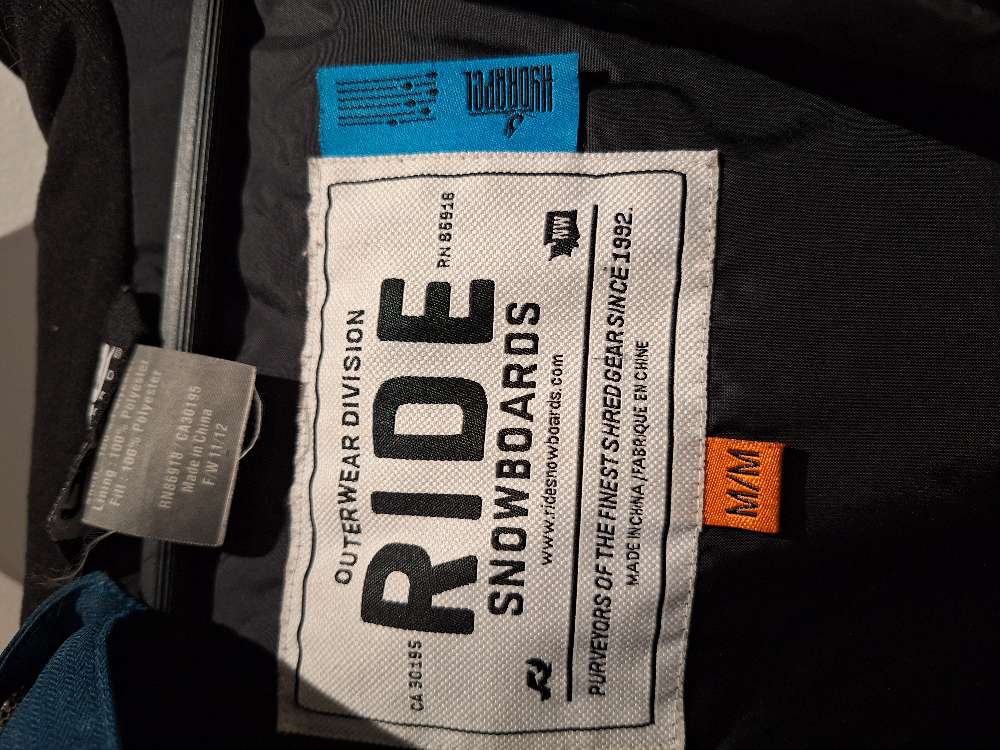 HYDRAPEL
OUTERWEAR DIVISION
CA 30195
RIDE
RN 86918
SNOWBOARDS
www.ridesnowboards.com
MN
PURVEYORS OF THE FINEST SHRED GEAR SINCE 1992.
MADE IN CHINA / FABRIQUE EN CHINE
M/M
Lining : 100% Polyester
Fill : 100% Polyester
RN86918 CA30195
Made in China
F/W 11/12